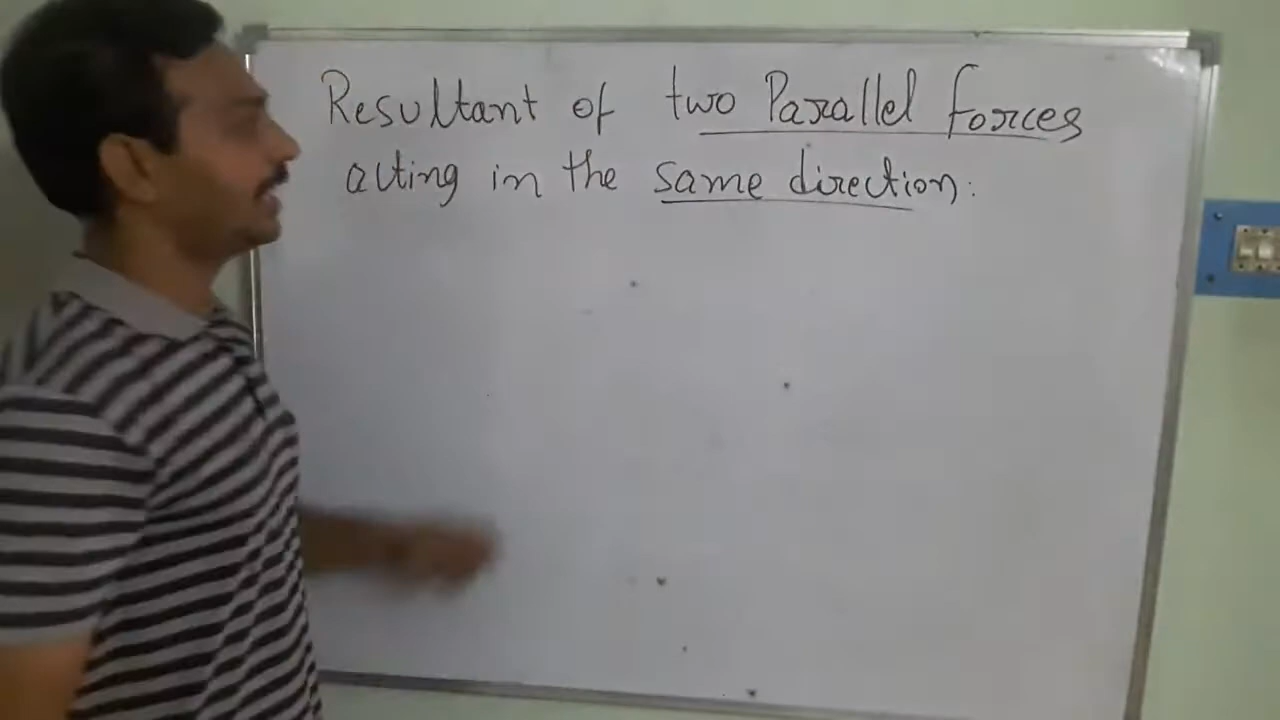 Resultant of two Parallel forces
acting in the same direction.